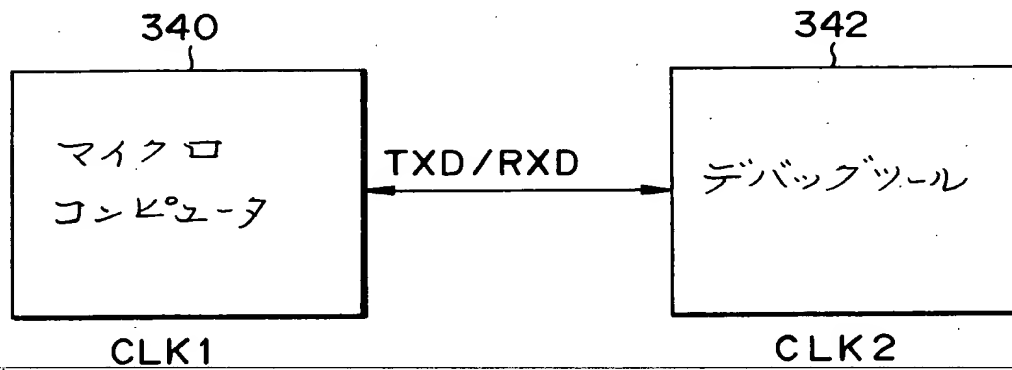 340
342
マイクロ
コンピュータ
TXD/RXD
デバッグツール
CLK1
CLK2